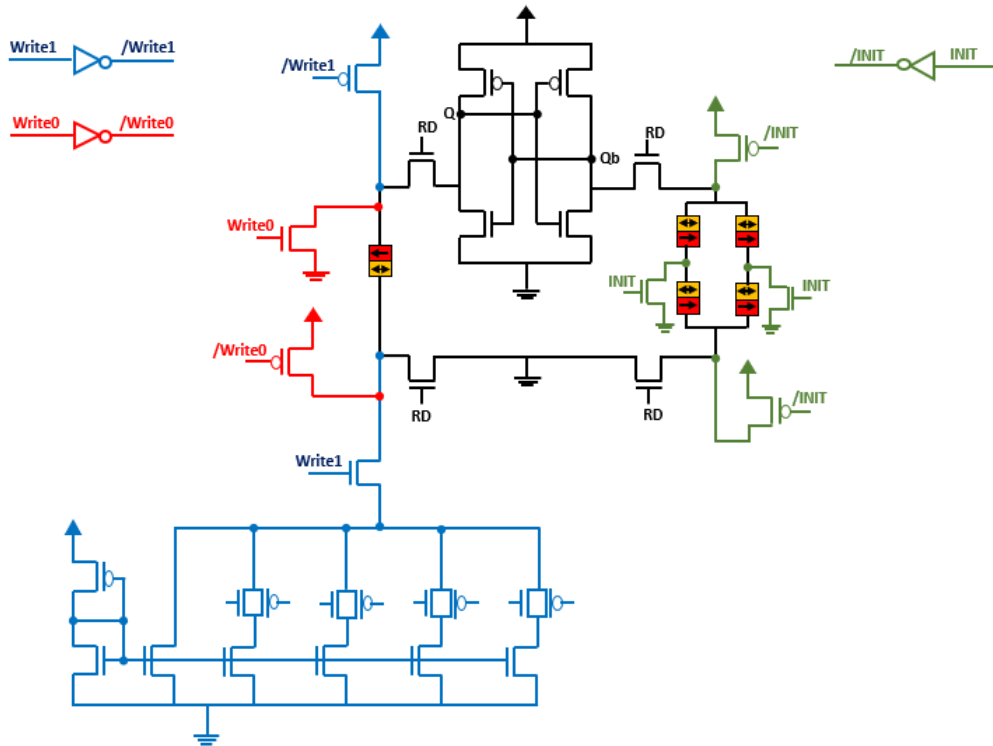 Write1 /Write1
/INIT INIT
/Write1
Write0 /Write0
Q
RD
RD
/INIT
Qb
Write0
INIT
INIT
/Write0
RD
RD
/INIT
Write1